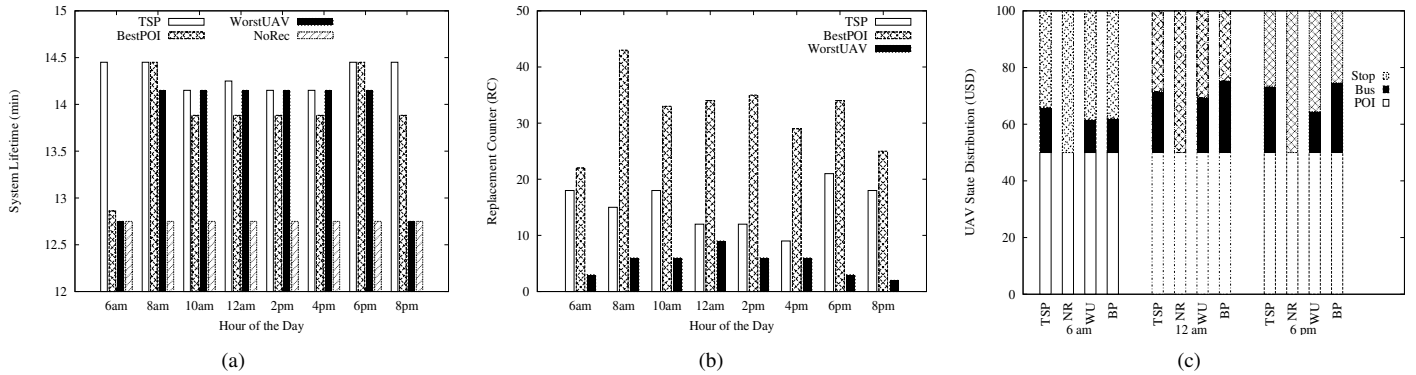 15
14.5
14
13.5
13
12.5
12
System Lifetime (min)
TSP
BestPOI
WorstUAV
NoRec
6am 8am 10am 12am 2pm 4pm 6pm 8pm
Hour of the Day
(a)
50
40
30
20
10
0
Replacement Counter (RC)
TSP
BestPOI
WorstUAV
6am 8am 10am 12am 2pm 4pm 6pm 8pm
Hour of the Day
(b)
100
80
60
40
20
0
UAV State Distribution (USD)
Stop
Bus
POI
TSP NR WU BP TSP NR WU BP TSP NR WU BP
6 am 12 am 6 pm
(c)